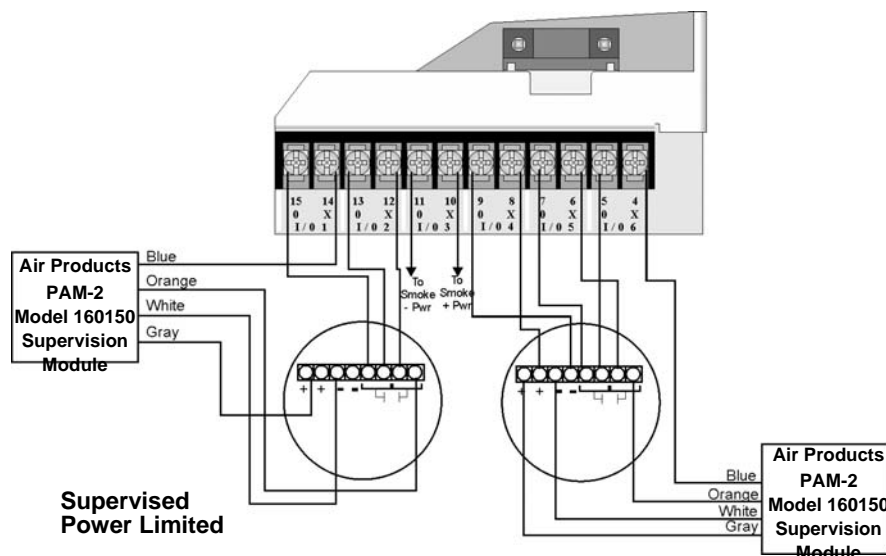 15 14 13 12 11 10 9 8 7 6 5 4
0 X 0 X 0 X 0 X 0 X 0 X
I/0 1 I/0 2 I/0 3 I/0 4 I/0 5 I/0 6
Blue
Orange
White
Gray
Air Products
PAM-2
Model 160150
Supervision
Module
To
Smoke
- Pwr
To
Smoke
+ Pwr
+ + - -
+ + - -
Supervised
Power Limited
Blue
Orange
White
Gray
Air Products
PAM-2
Model 160150
Supervision
Module